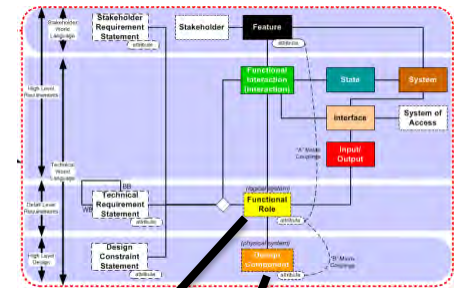 Stakeholder
World
Language
Stakeholder
Requirement
Statement
attribute
Stakeholder
Feature
attribute
Functional
Interaction
(Interaction)
State
System
High Level
Requirements
Interface
System of
Access
Technical
World
Language
Input/
Output
"A" Matrix
Couplings
BB
WB
Technical
Requirement
Statement
attribute
(logical system)
Functional
Role
attribute
Detail Level
Requirements
High Level
Design
Design
Constraint
Statement
attribute
(physical system)
Design
Component
attribute
"B" Matrix
Couplings